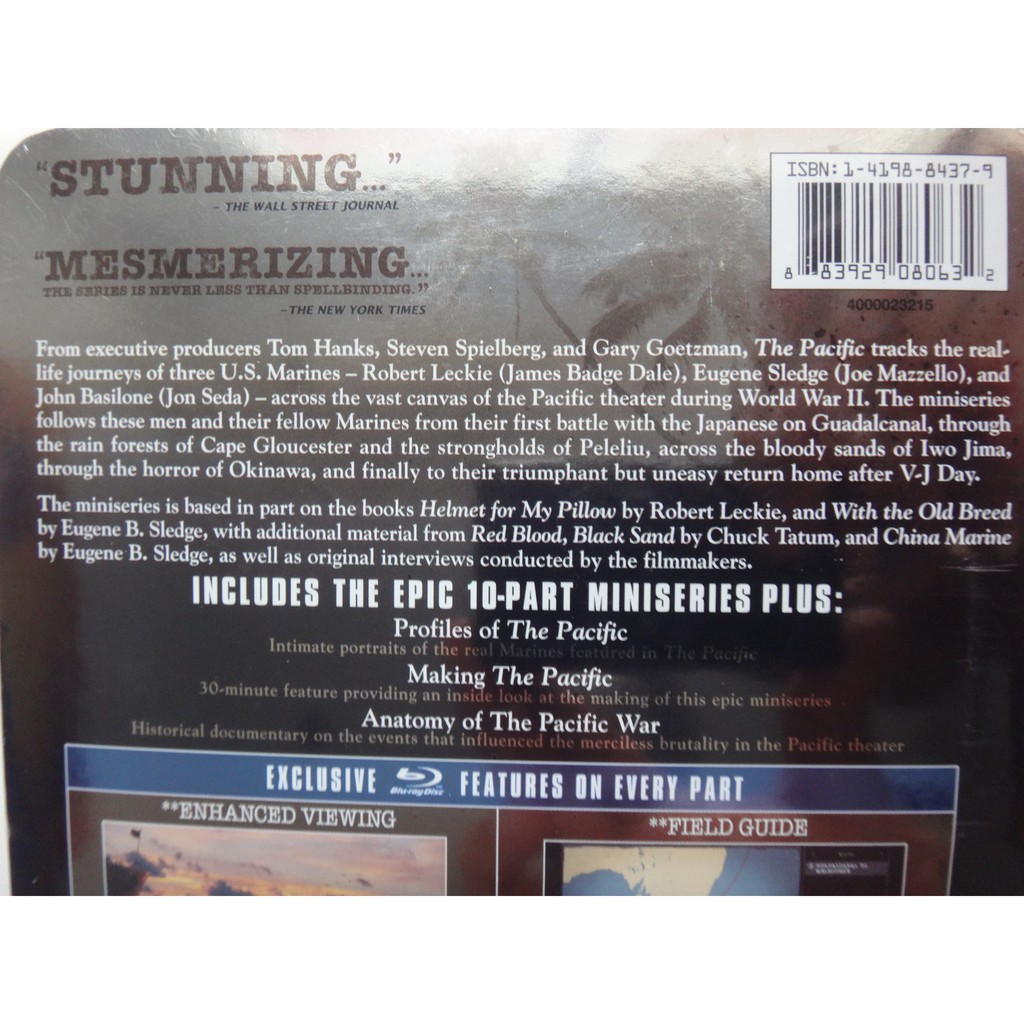 "STUNNING..."
- THE WALL STREET JOURNAL
"MESMERIZING...
THE SERIES IS NEVER LESS THAN SPELLBINDING."
- THE NEW YORK TIMES
ISBN: 1-4198-8437-9
8 83929 08063 2
4000023215
From executive producers Tom Hanks, Steven Spielberg, and Gary Goetzman, The Pacific tracks the real-
life journeys of three U.S. Marines – Robert Leckie (James Badge Dale), Eugene Sledge (Joe Mazzello), and
John Basilone (Jon Seda) – across the vast canvas of the Pacific theater during World War II. The miniseries
follows these men and their fellow Marines from their first battle with the Japanese on Guadalcanal, through
the rain forests of Cape Gloucester and the strongholds of Peleliu, across the bloody sands of Iwo Jima,
through the horror of Okinawa, and finally to their triumphant but uneasy return home after V-J Day.
The miniseries is based in part on the books Helmet for My Pillow by Robert Leckie, and With the Old Breed
by Eugene B. Sledge, with additional material from Red Blood, Black Sand by Chuck Tatum, and China Marine
by Eugene B. Sledge, as well as original interviews conducted by the filmmakers.
INCLUDES THE EPIC 10-PART MINISERIES PLUS:
Profiles of The Pacific
Intimate portraits of the real Marines featured in The Pacific
Making The Pacific
30-minute feature providing an inside look at the making of this epic miniseries
Anatomy of The Pacific War
Historical documentary on the events that influenced the merciless brutality in the Pacific theater
EXCLUSIVE Blu-ray Disc FEATURES ON EVERY PART
**ENHANCED VIEWING
**FIELD GUIDE